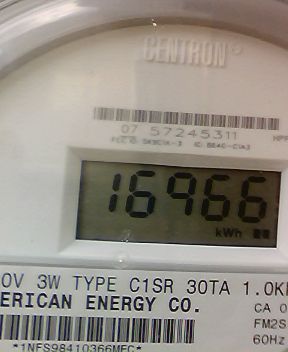 CENTRON®
07 57245311
16966
kWh
0V 3W TYPE C1SR 30TA 1.0K
ERICAN ENERGY CO.
CA 0
FM2S
60Hz
*1NFS98410366MFC*